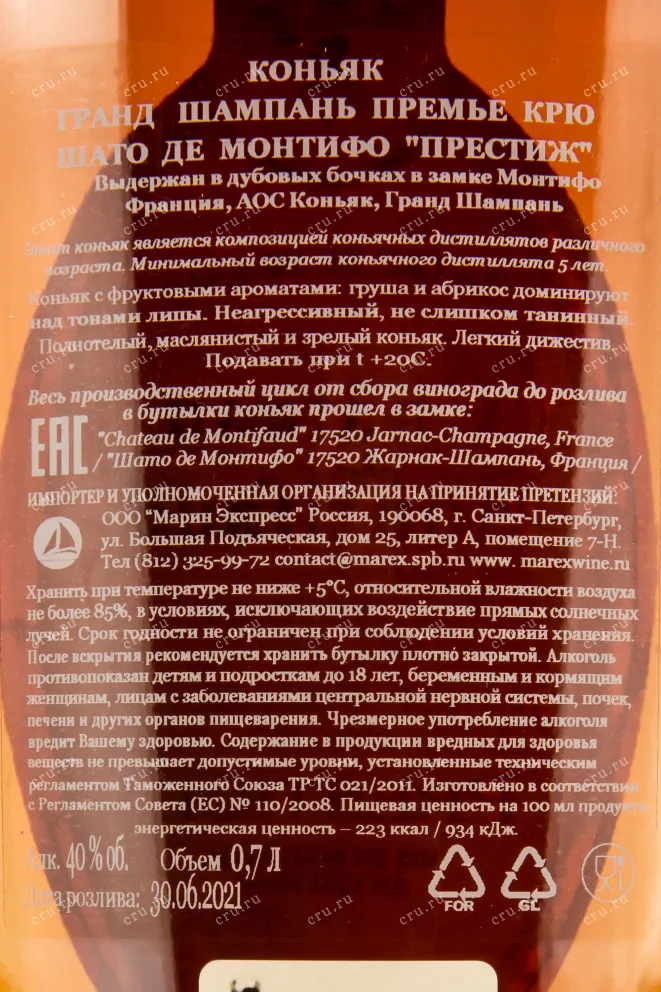 КОНЬЯК
ГРАНД ШАМПАНЬ ПРЕМЬЕ КРЮ
ШАТО ДЕ МОНТИФО "ПРЕСТИЖ"
Выдержан в дубовых бочках в замке Монтифо
Франция, АОС Коньяк, Гранд Шампань
Этот коньяк является композицией коньячных дистиллятов различного
возраста. Минимальный возраст коньячного дистиллята 5 лет.
Коньяк с фруктовыми ароматами: груша и абрикос доминируют
над тонами липы. Неагрессивный, не слишком танинный.
Полнотелый, маслянистый и зрелый коньяк. Легкий дижестив.
Подавать при t +20C.
Весь производственный цикл от сбора винограда до розлива
в бутылки коньяк прошел в замке:
EAC
"Chateau de Montifaud" 17520 Jarnac-Champagne, France
/ "Шато де Монтифо" 17520 Жарнак-Шампань, Франция /
ИМПОРТЕР И УПОЛНОМОЧЕННАЯ ОРГАНИЗАЦИЯ НА ПРИНЯТИЕ ПРЕТЕНЗИЙ:
ООО "Марин Экспресс" Россия, 190068, г. Санкт-Петербург,
ул. Большая Подъяческая, дом 25, литер А, помещение 7-Н.
Тел (812) 325-99-72 contact@marex.spb.ru www. marexwine.ru
Хранить при температуре не ниже +5°С, относительной влажности воздуха
не более 85%, в условиях, исключающих воздействие прямых солнечных
лучей. Срок годности не ограничен при соблюдении условий хранения.
После вскрытия рекомендуется хранить бутылку плотно закрытой. Алкоголь
противопоказан детям и подросткам до 18 лет, беременным и кормящим
женщинам, лицам с заболеваниями центральной нервной системы, почек,
печени и других органов пищеварения. Чрезмерное употребление алкоголя
вредит Вашему здоровью. Содержание в продукции вредных для здоровья
веществ не превышает допустимые уровни, установленные техническим
регламентом Таможенного Союза ТР ТС 021/2011. Изготовлено в соответствии
с Регламентом Совета (ЕС) № 110/2008. Пищевая ценность на 100 мл продукта
энергетическая ценность – 223 ккал / 934 кДж.
Алк. 40 % об. Объем 0,7 Л
Дата розлива: 30.06.2021
FOR
GL
cru.ru